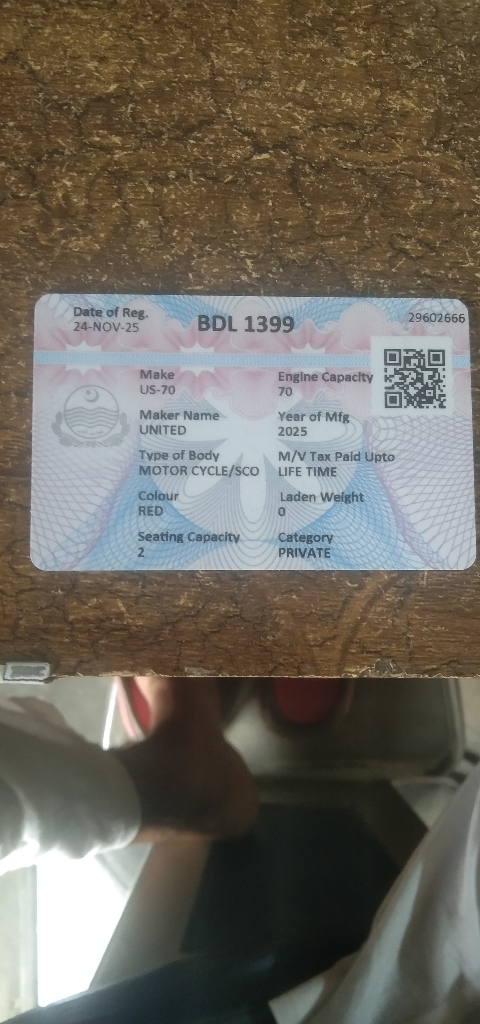 Date of Reg.
24-NOV-25
BDL 1399
29602666
Make
US-70
Engine Capacity
70
Maker Name
UNITED
Year of Mfg
2025
Type of Body
MOTOR CYCLE/SCO
M/V Tax Paid Upto
LIFE TIME
Colour
RED
Laden Weight
0
Seating Capacity
2
Category
PRIVATE